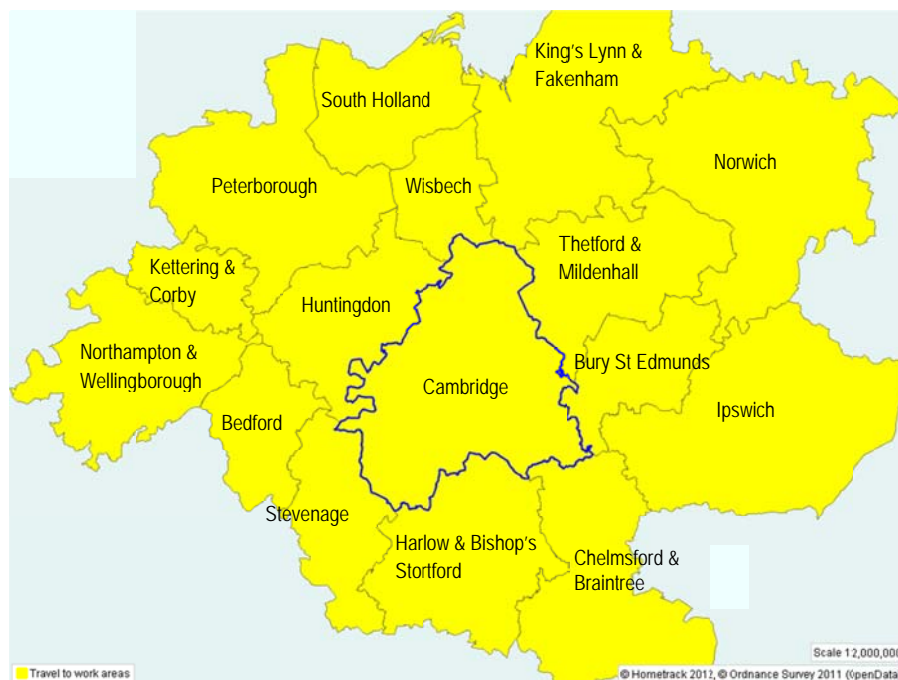 King's Lynn &
Fakenham
South Holland
Norwich
Peterborough
Wisbech
Thetford &
Mildenhall
Kettering &
Corby
Huntingdon
Northampton &
Wellingborough
Bury St Edmunds
Cambridge
Ipswich
Bedford
Stevenage
Harlow & Bishop's
Stortford
Chelmsford &
Braintree
Scale 12,000,000
Travel to work areas
© Hometrack 2012, © Ordnance Survey 2011 (OpenData